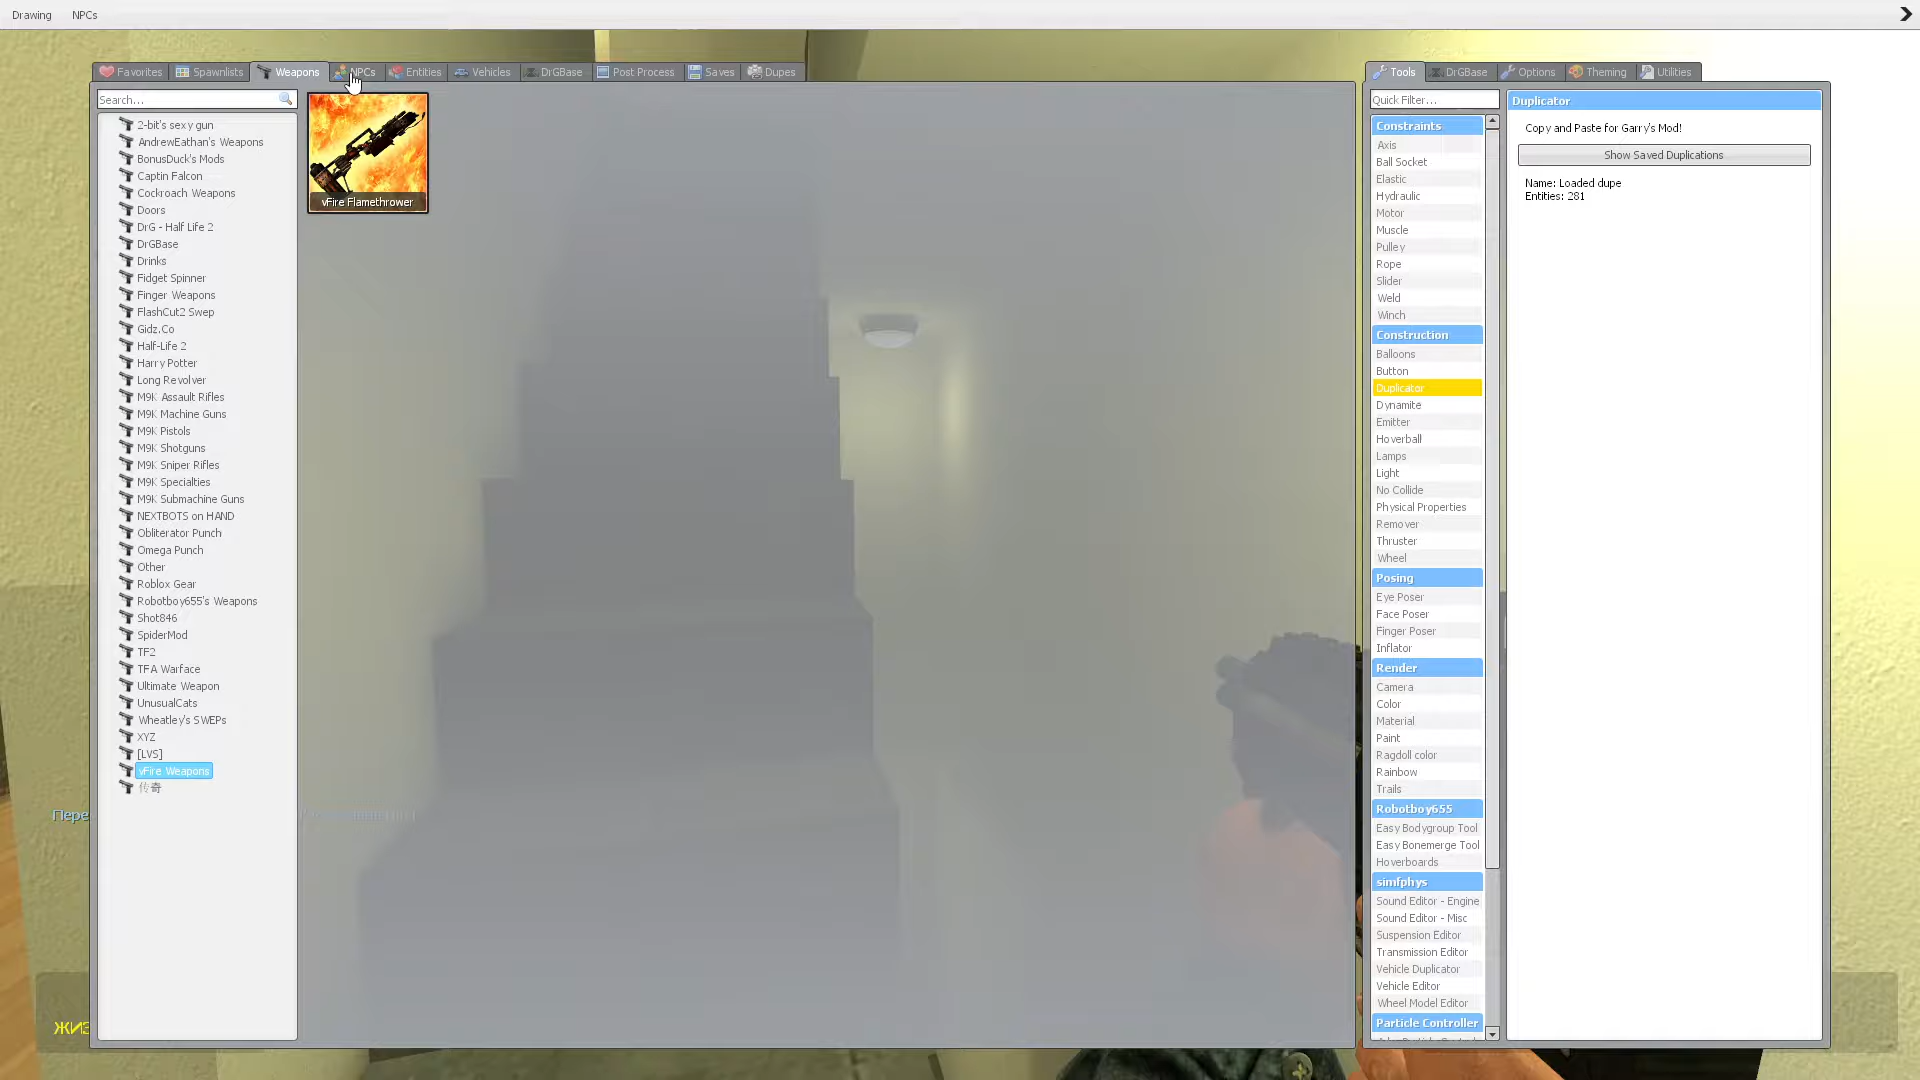 Drawing NPCs
Favorites Spawnlists Weapons NPCs Entities Vehicles DrGBase Post Process Saves Dupes
Search...
2-bit's sexy gun
AndrewEathan's Weapons
BonusDuck's Mods
Captin Falcon
Cockroach Weapons
Doors
DrG - Half Life 2
DrGBase
Drinks
Fidget Spinner
Finger Weapons
FlashCut2 Swep
Gidz.Co
Half-Life 2
Harry Potter
Long Revolver
M9K Assault Rifles
M9K Machine Guns
M9K Pistols
M9K Shotguns
M9K Sniper Rifles
M9K Specialties
M9K Submachine Guns
NEXTBOTS on HAND
Obliterator Punch
Omega Punch
Other
Roblox Gear
Robotboy655's Weapons
Shot846
SpiderMod
TF2
TFA Warface
Ultimate Weapon
UnusualCats
Wheatley's SWEPs
XYZ
[LVS]
vFire Weapons
传奇
vFire Flamethrower
Пере
ЖИЗ
Tools DrGBase Options Theming Utilities
Quick Filter...
Constraints
Axis
Ball Socket
Elastic
Hydraulic
Motor
Muscle
Pulley
Rope
Slider
Weld
Winch
Construction
Balloons
Button
Duplicator
Dynamite
Emitter
Hoverball
Lamps
Light
No Collide
Physical Properties
Remover
Thruster
Wheel
Posing
Eye Poser
Face Poser
Finger Poser
Inflator
Render
Camera
Color
Material
Paint
Ragdoll color
Rainbow
Trails
Robotboy655
Easy Bodygroup Tool
Easy Bonemerge Tool
Hoverboards
simfphys
Sound Editor - Engine
Sound Editor - Misc
Suspension Editor
Transmission Editor
Vehicle Duplicator
Vehicle Editor
Wheel Model Editor
Particle Controller
Duplicator
Copy and Paste for Garry's Mod!
Show Saved Duplications
Name: Loaded dupe
Entities: 281